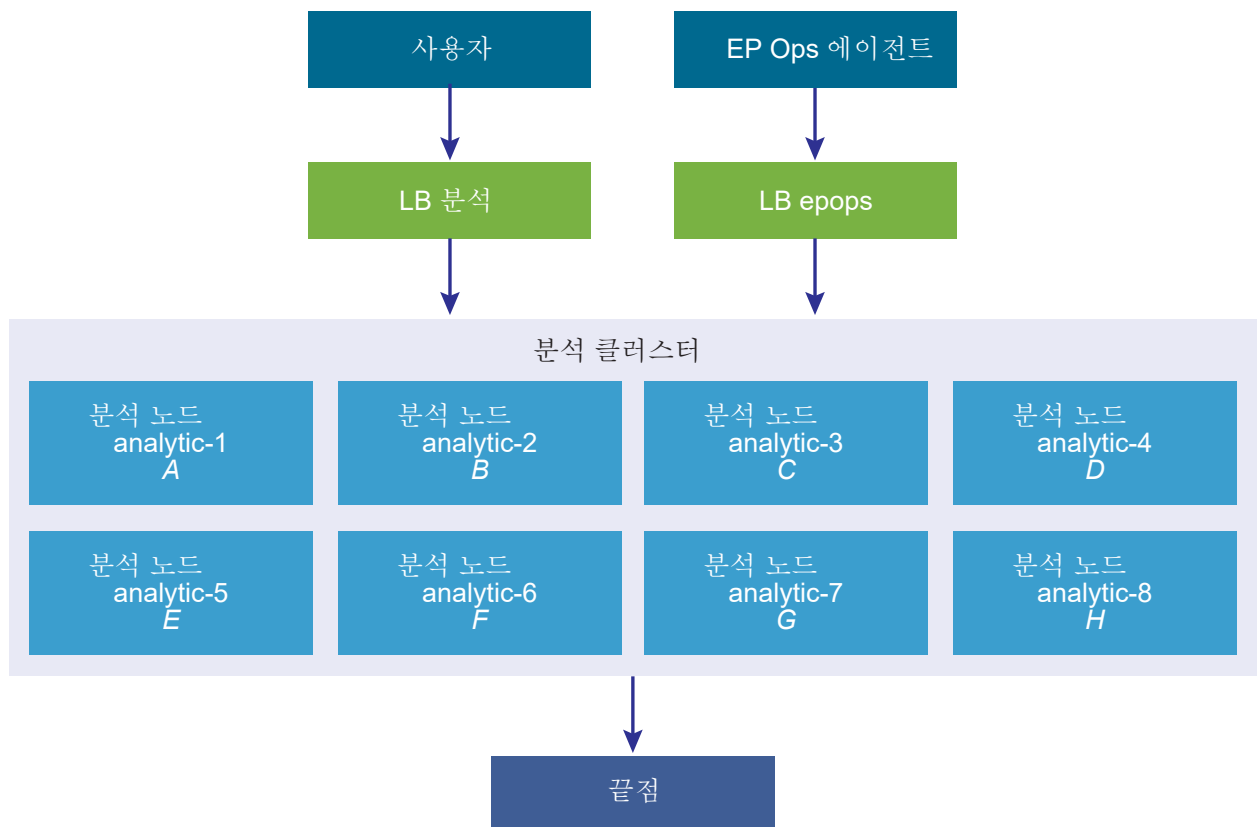 사용자
EP Ops 에이전트
LB 분석
LB epops
분석 클러스터
분석 노드
analytic-1
A
분석 노드
analytic-2
B
분석 노드
analytic-3
C
분석 노드
analytic-4
D
분석 노드
analytic-5
E
분석 노드
analytic-6
F
분석 노드
analytic-7
G
분석 노드
analytic-8
H
끝점